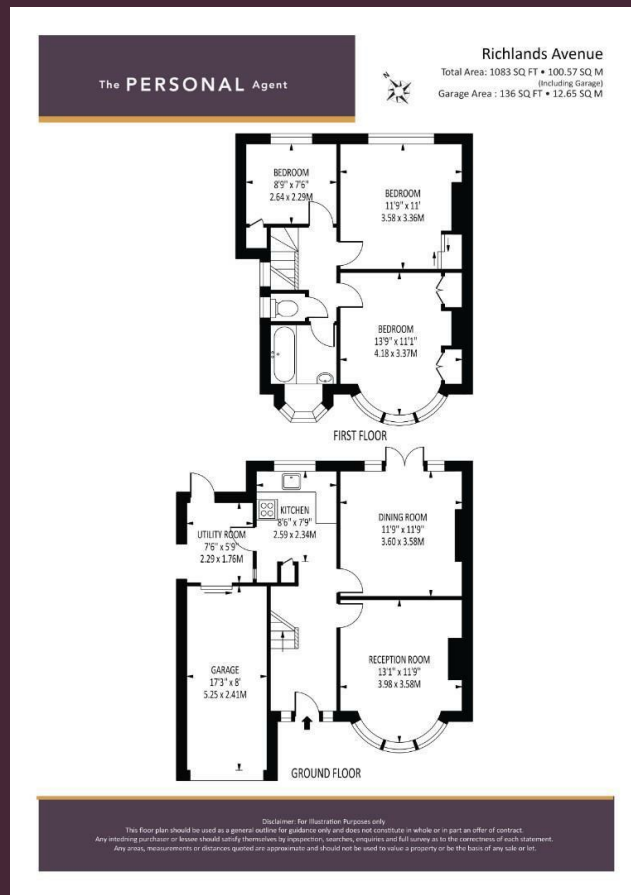 The PERSONAL Agent
Richlands Avenue
Total Area: 1083 SQ FT • 100.57 SQ M
(Including Garage)
Garage Area : 136 SQ FT • 12.65 SQ M
N
BEDROOM
8'9" x 7'6"
2.64 x 2.29M
BEDROOM
11'9" x 11'
3.58 x 3.36M
BEDROOM
13'9" x 11'1"
4.18 x 3.37M
FIRST FLOOR
KITCHEN
8'6" x 7'9"
2.59 x 2.34M
UTILITY ROOM
7'6" x 5'9"
2.29 x 1.76M
DINING ROOM
11'9" x 11'9"
3.60 x 3.58M
GARAGE
17'3" x 8'
5.25 x 2.41M
RECEPTION ROOM
13'1" x 11'9"
3.98 x 3.58M
GROUND FLOOR
Disclaimer: For Illustration Purposes only
This floor plan should be used as a general outline for guidance only and does not constitute in whole or in part an offer of contract.
Any intedning purchaser or lessee should satisfy themselves by inpspection, searches, enquiries and full survey as to the correctness of each statement.
Any areas, measurements or distances quoted are approximate and should not be used to value a property or be the basis of any sale or let.